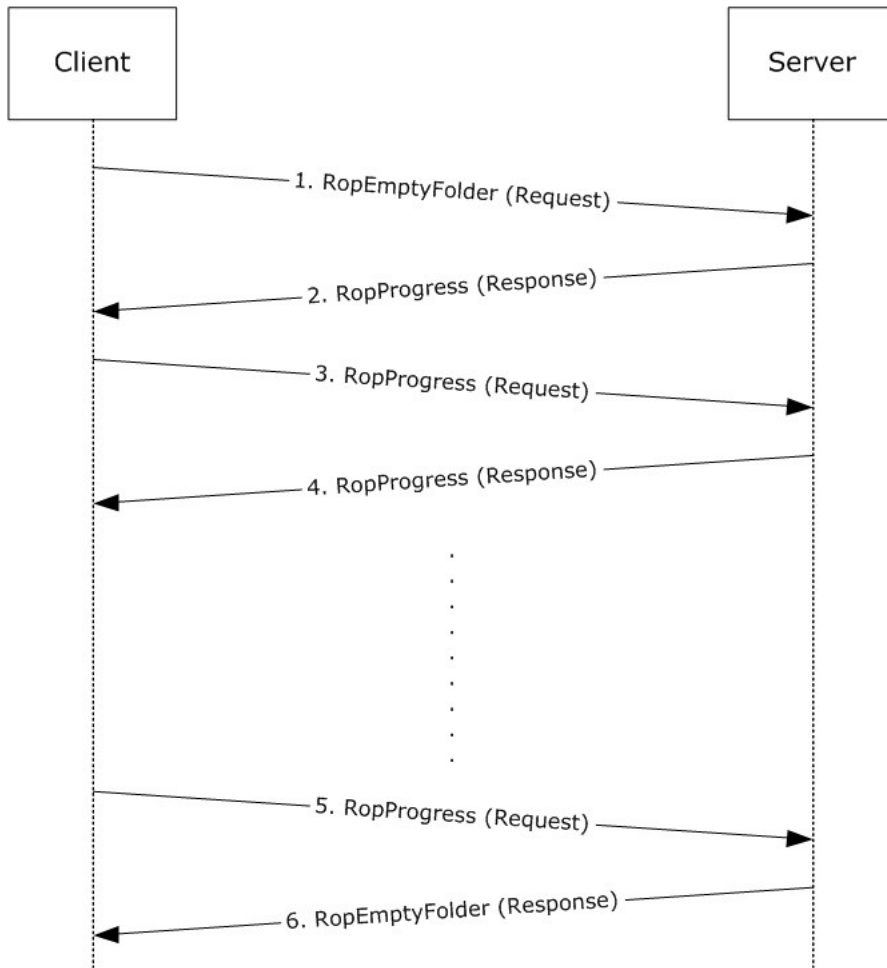 Client
Server
1. RopEmptyFolder (Request)
2. RopProgress (Response)
3. RopProgress (Request)
4. RopProgress (Response)
5. RopProgress (Request)
6. RopEmptyFolder (Response)